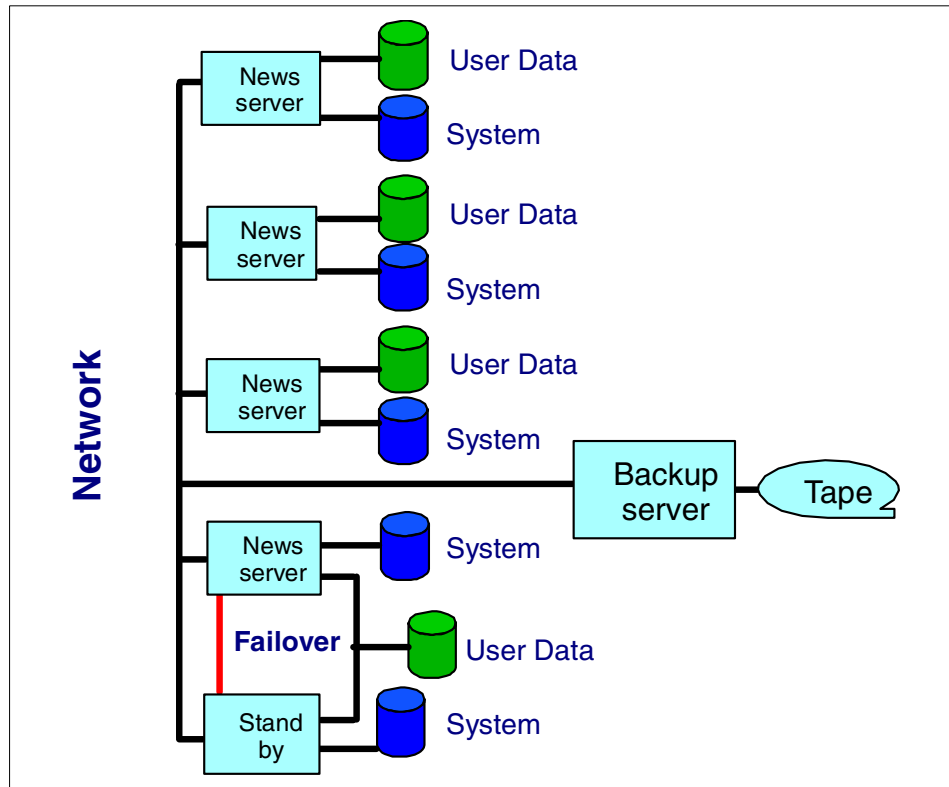 News
server
User Data
System
News
server
User Data
System
News
server
User Data
System
Network
Backup
server
Tape
News
server
System
Failover
User Data
Stand
by
System